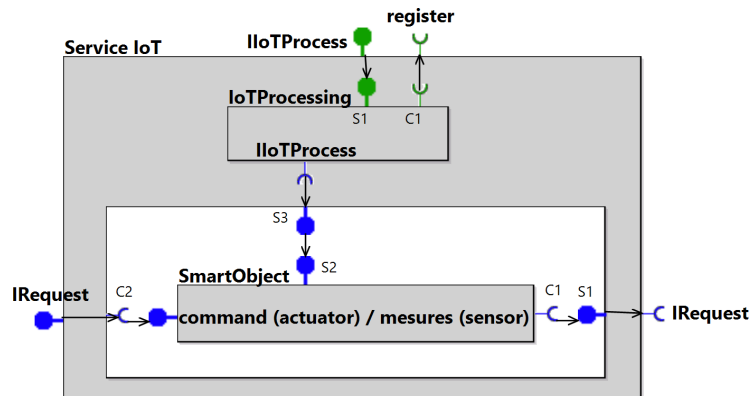 register
IIoTProcess
Service IoT
IoTProcessing
S1
C1
IIoTProcess
S3
S2
SmartObject
C2
C1
S1
IRequest
command (actuator) / mesures (sensor)
IRequest